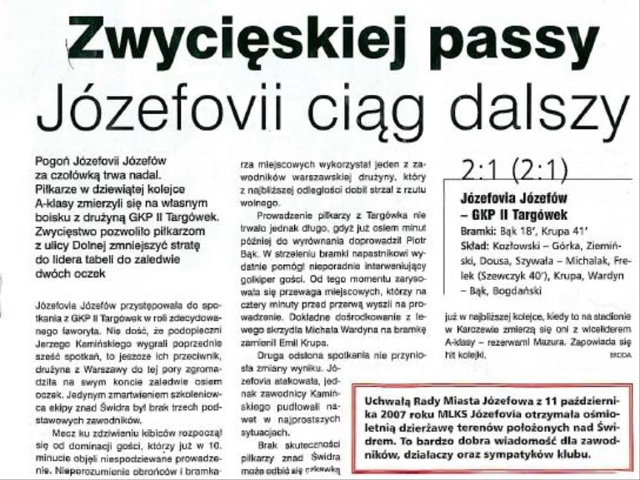 Zwycięskiej passy
Józefovii ciąg dalszy
Pogoń Józefovii Józefów
za czołówką trwa nadal.
Piłkarze w dziewiątej kolejce
A-klasy zmierzyli się na własnym
boisku z drużyną GKP II Targówek.
Zwycięstwo pozwoliło piłkarzom
z ulicy Dolnej zmniejszyć stratę
do lidera tabeli do zaledwie
dwóch oczek
Józefovia Józefów przystępowała do spo-
tkania z GKP II Targówek w roli zdecydowa-
nego faworyta. Nie dość, że podopieczni
Jerzego Kamińskiego wygrali poprzednie
sześć spotkań, to jeszcze ich przeciwnik,
drużyna z Warszawy do tej pory zgroma-
dziła na swym koncie zaledwie osiem
oczek. Jedynym zmartwieniem szkoleniow-
ca ekipy znad Świdra był brak trzech pod-
stawowych zawodników.
Mecz ku zdziwieniu kibiców rozpoczął
się od dominacji gości, którzy już w 10.
minucie objęli niespodziewane prowadze-
nie. Nieporozumienie obrońców i bramka-
rza miejscowych wykorzystał jeden z za-
wodników warszawskiej drużyny, który
z najbliższej odległości dobił strzał z rzutu
wolnego.
Prowadzenie piłkarzy z Targówka nie
trwało jednak długo, gdyż już osiem minut
później do wyrównania doprowadził Piotr
Bąk. W strzeleniu bramki napastnikowi wy-
datnie pomógł nieporadnie interweniujący
golkiper gości. Od tego momentu zaryso-
wywała się przewaga miejscowych, którzy na
cztery minuty przed przerwą wyszli na pro-
wadzenie. Dokładne dośrodkowanie z le-
wego skrzydła Michała Wardyna na bramkę
zamienił Emil Krupa.
Druga odsłona spotkania nie przynio-
sła zmiany wyniku. Jó-
zefovia atakowała, jed-
nak zawodnicy Kamiń-
skiego pudłowali na-
wet w najprostszych
sytuacjach.
Brak skuteczności
piłkarzy znad Świdra
może odbić się czkawką
2:1 (2:1)
Józefovia Józefów
– GKP II Targówek
Bramki: Bąk 18', Krupa 41'
Skład: Kozłowski – Górka, Ziemiń-
ski, Dousa, Szywała – Michalak, Fre-
lek (Szewczyk 40'), Krupa, Wardyn
– Bąk, Bogdański
już w najbliższej kolejce, kiedy to na stadionie
w Karczewie zmierzą się oni z wiceliderem
A-klasy – rezerwami Mazura. Zapowiada się
hit kolejki.
Uchwałą Rady Miasta Józefowa z 11 październi-
ka 2007 roku MLKS Józefovia otrzymała ośmio-
letnią dzierżawę terenów położonych nad Świ-
drem. To bardzo dobra wiadomość dla zawod-
ników, działaczy oraz sympatyków klubu.